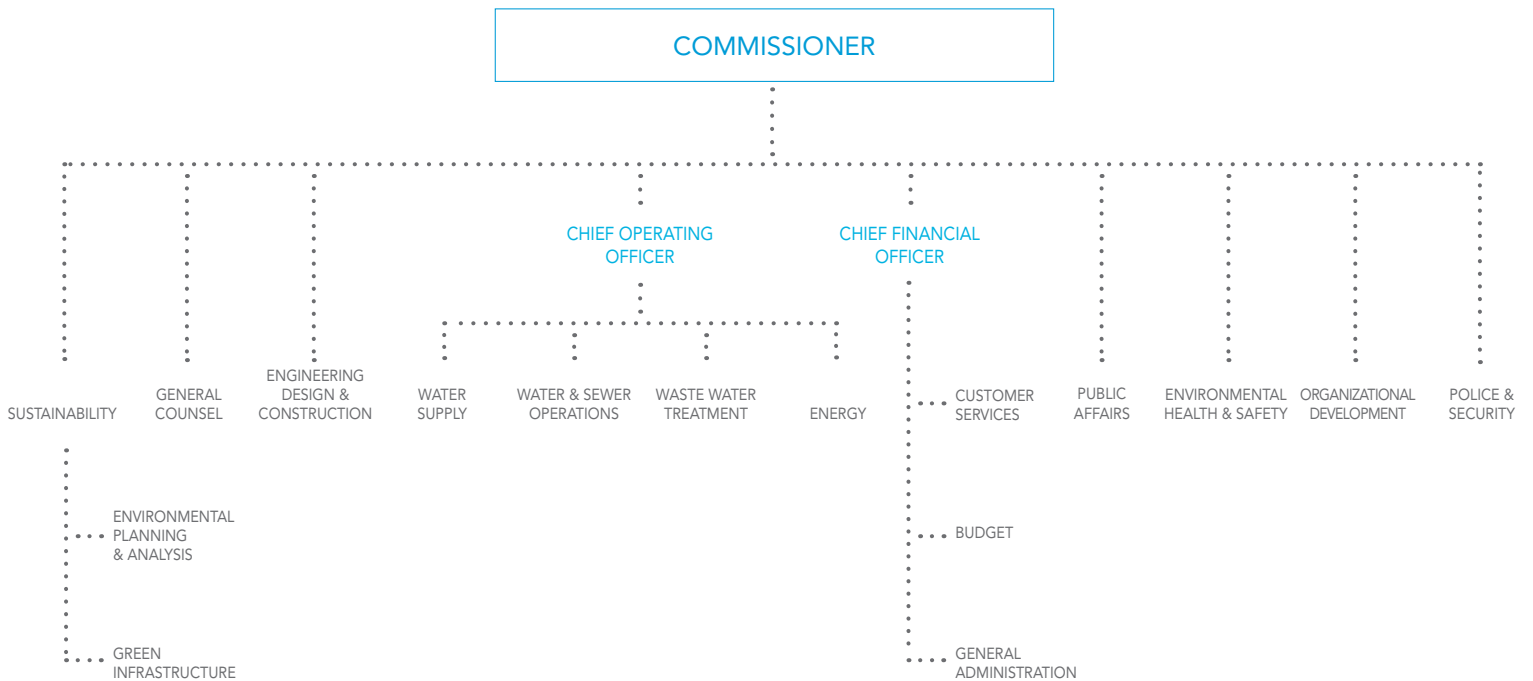 COMMISSIONER
CHIEF OPERATING
OFFICER
CHIEF FINANCIAL
OFFICER
SUSTAINABILITY
GENERAL
COUNSEL
ENGINEERING
DESIGN &
CONSTRUCTION
WATER
SUPPLY
WATER & SEWER
OPERATIONS
WASTE WATER
TREATMENT
ENERGY
CUSTOMER
SERVICES
PUBLIC
AFFAIRS
ENVIRONMENTAL
HEALTH & SAFETY
ORGANIZATIONAL
DEVELOPMENT
POLICE &
SECURITY
ENVIRONMENTAL
PLANNING
& ANALYSIS
BUDGET
GREEN
INFRASTRUCTURE
GENERAL
ADMINISTRATION